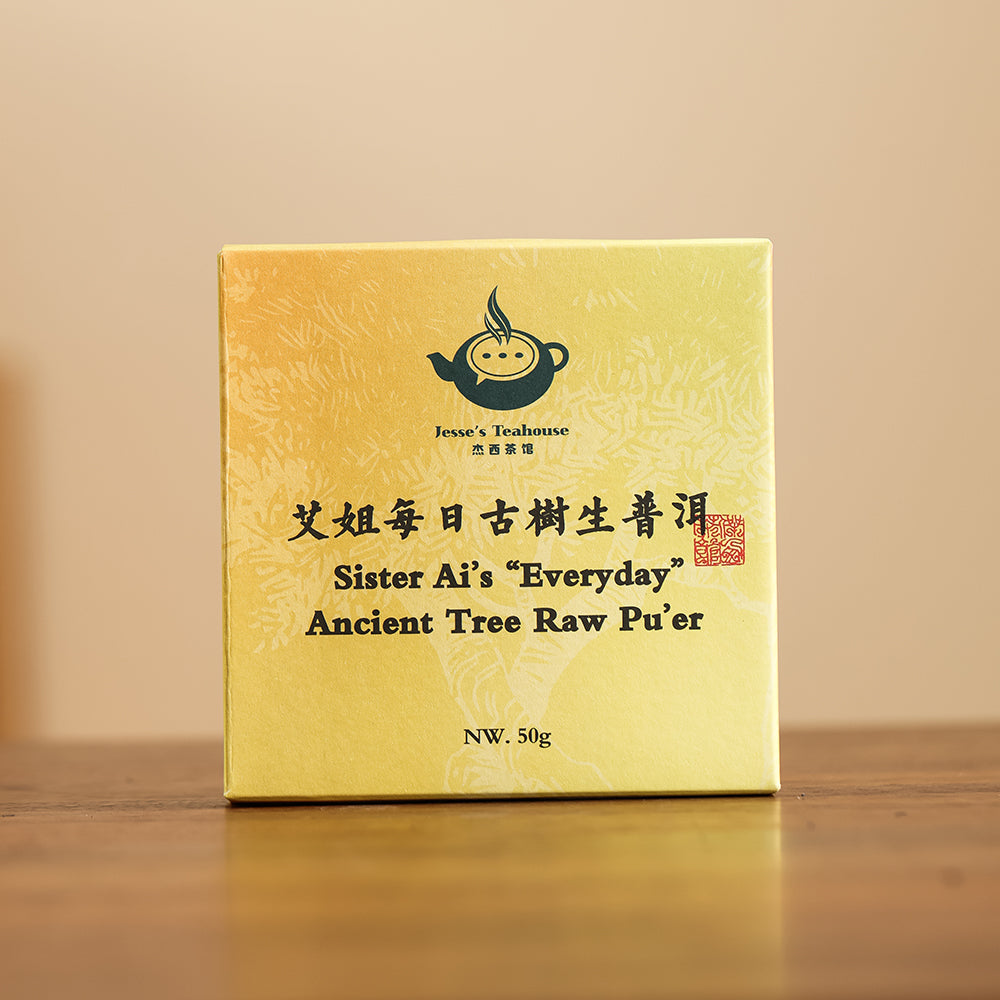 Jesse's Teahouse
杰西茶馆
艾姐每日古樹生普洱
Sister Ai's “Everyday”
Ancient Tree Raw Pu'er
NW. 50g